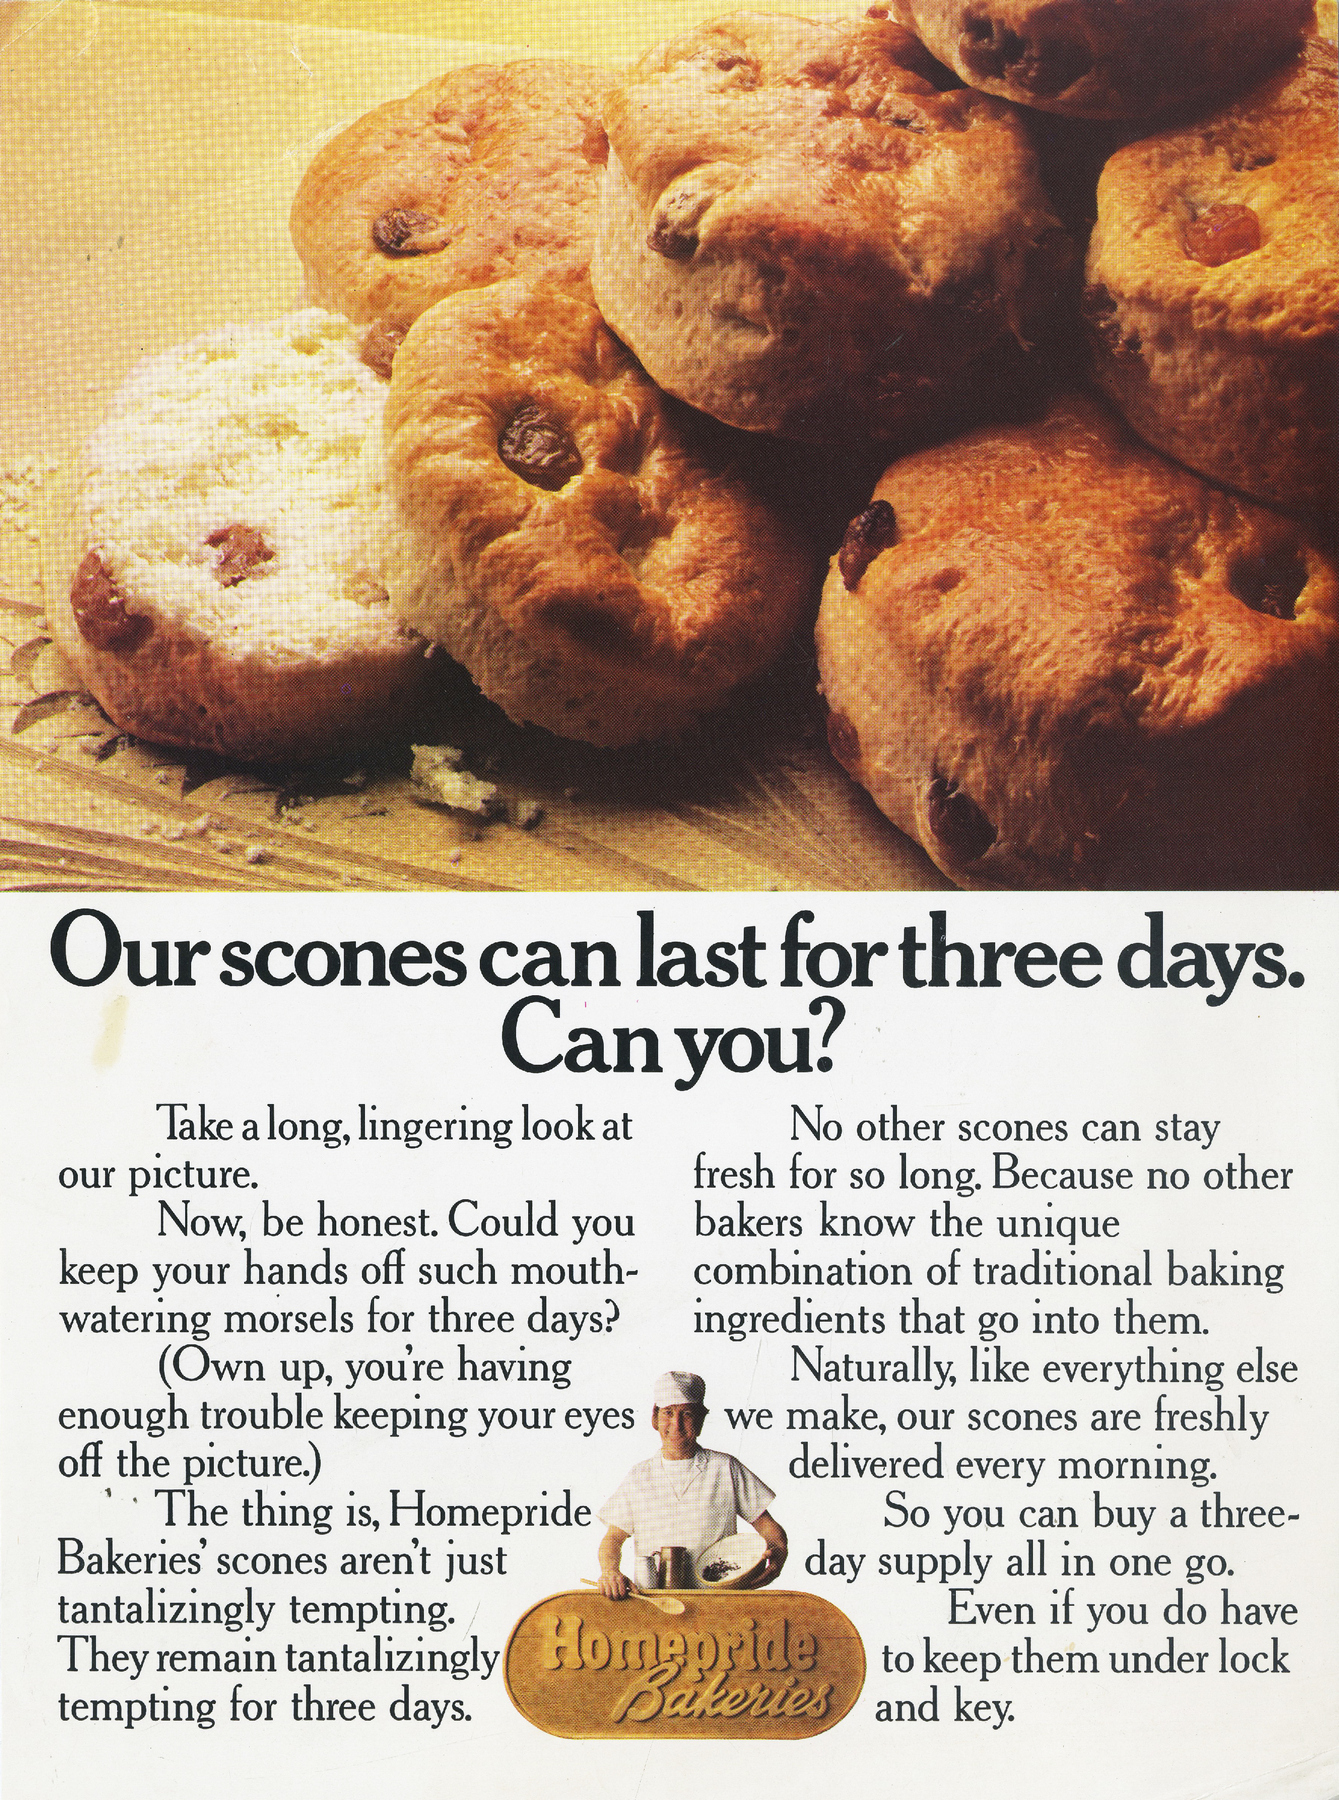 Our scones can last for three days.
Can you?
Take a long, lingering look at
our picture.
Now, be honest. Could you
keep your hands off such mouth-
watering morsels for three days?
(Own up, you're having
enough trouble keeping your eyes
off the picture.)
The thing is, Homepride
Bakeries' scones aren't just
tantalizingly tempting.
They remain tantalizingly
tempting for three days.
No other scones can stay
fresh for so long. Because no other
bakers know the unique
combination of traditional baking
ingredients that go into them.
Naturally, like everything else
we make, our scones are freshly
delivered every morning.
So you can buy a three-
day supply all in one go.
Even if you do have
to keep them under lock
and key.
Homepride
Bakeries